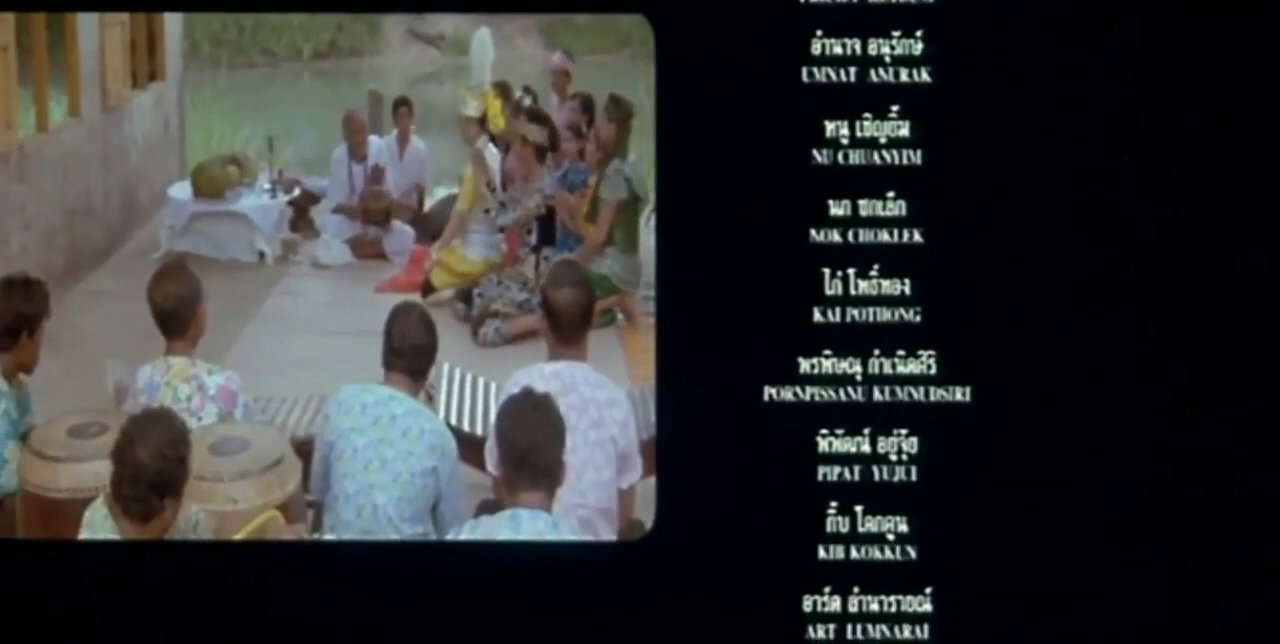 อำนาจ อนุรักษ์
UMNAT ANURAK
หนู เชิญยิ้ม
NU CHUANYIM
นก ชกเล็ก
NOK CHOKLEK
ไก่ โพธิ์ทอง
KAI POTHONG
พรพิษณุ กำเนิดศิริ
PORNPISSANU KUMNUDSIRI
พิพัฒน์ อยู่จุ้ย
PIPAT YUJUI
กิ๊บ โคกคูน
KIB KOKKUN
อาร์ต ลำนารายณ์
ART LUMNARAI